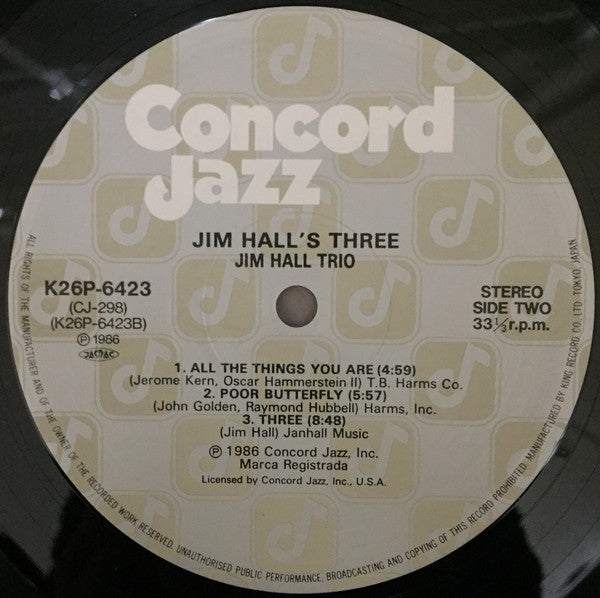 Concord
Jazz
JIM HALL'S THREE
JIM HALL TRIO
K26P-6423
(CJ-298)
(K26P-6423B)
Ⓟ 1986
JASRAC
STEREO
SIDE TWO
33⅓ r.p.m.
1. ALL THE THINGS YOU ARE (4:59)
(Jerome Kern, Oscar Hammerstein II) T.B. Harms Co.
2. POOR BUTTERFLY (5:57)
(John Golden, Raymond Hubbell) Harms, Inc.
3. THREE (8:48)
(Jim Hall) Janhall Music
Ⓟ 1986 Concord Jazz, Inc.
Marca Registrada
Licensed by Concord Jazz, Inc., U.S.A.
ALL RIGHTS OF THE MANUFACTURER AND OF THE OWNER OF THE RECORDED WORK RESERVED. UNAUTHORISED PUBLIC PERFORMANCE, BROADCASTING AND COPYING OF THIS RECORD PROHIBITED. MANUFACTURED BY KING RECORD CO., LTD. TOKYO, JAPAN